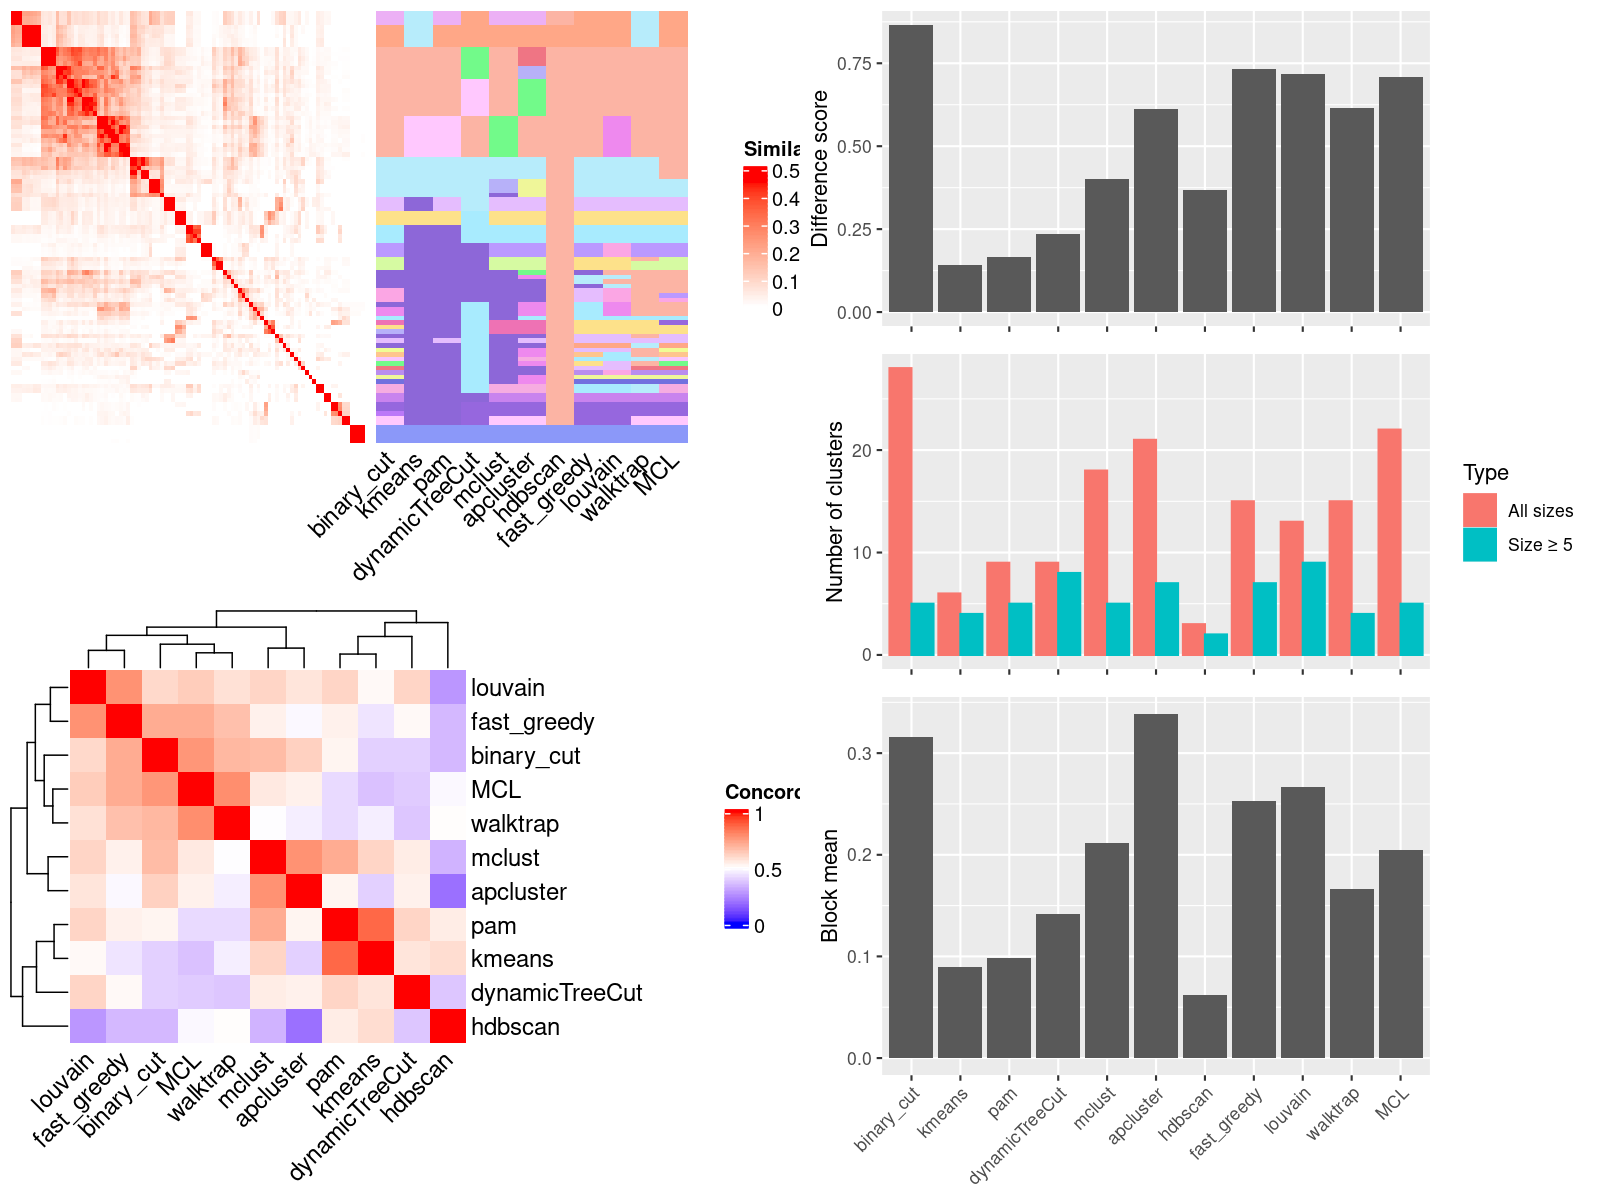 Simila
0.5
0.4
0.3
0.2
0.1
0
binary_cut
kmeans
pam
dynamicTreeCut
mclust
apcluster
hdbscan
fast_greedy
louvain
walktrap
MCL
louvain
fast_greedy
binary_cut
MCL
walktrap
mclust
apcluster
pam
kmeans
dynamicTreeCut
hdbscan
louvain
fast_greedy
binary_cut
MCL
walktrap
mclust
apcluster
pam
kmeans
dynamicTreeCut
hdbscan
Concord
1
0.5
0
Difference score
0.75
0.50
0.25
0.00
Number of clusters
20
10
0
Type
All sizes
Size ≥ 5
Block mean
0.3
0.2
0.1
0.0
binary_cut
kmeans
pam
dynamicTreeCut
mclust
apcluster
hdbscan
fast_greedy
louvain
walktrap
MCL